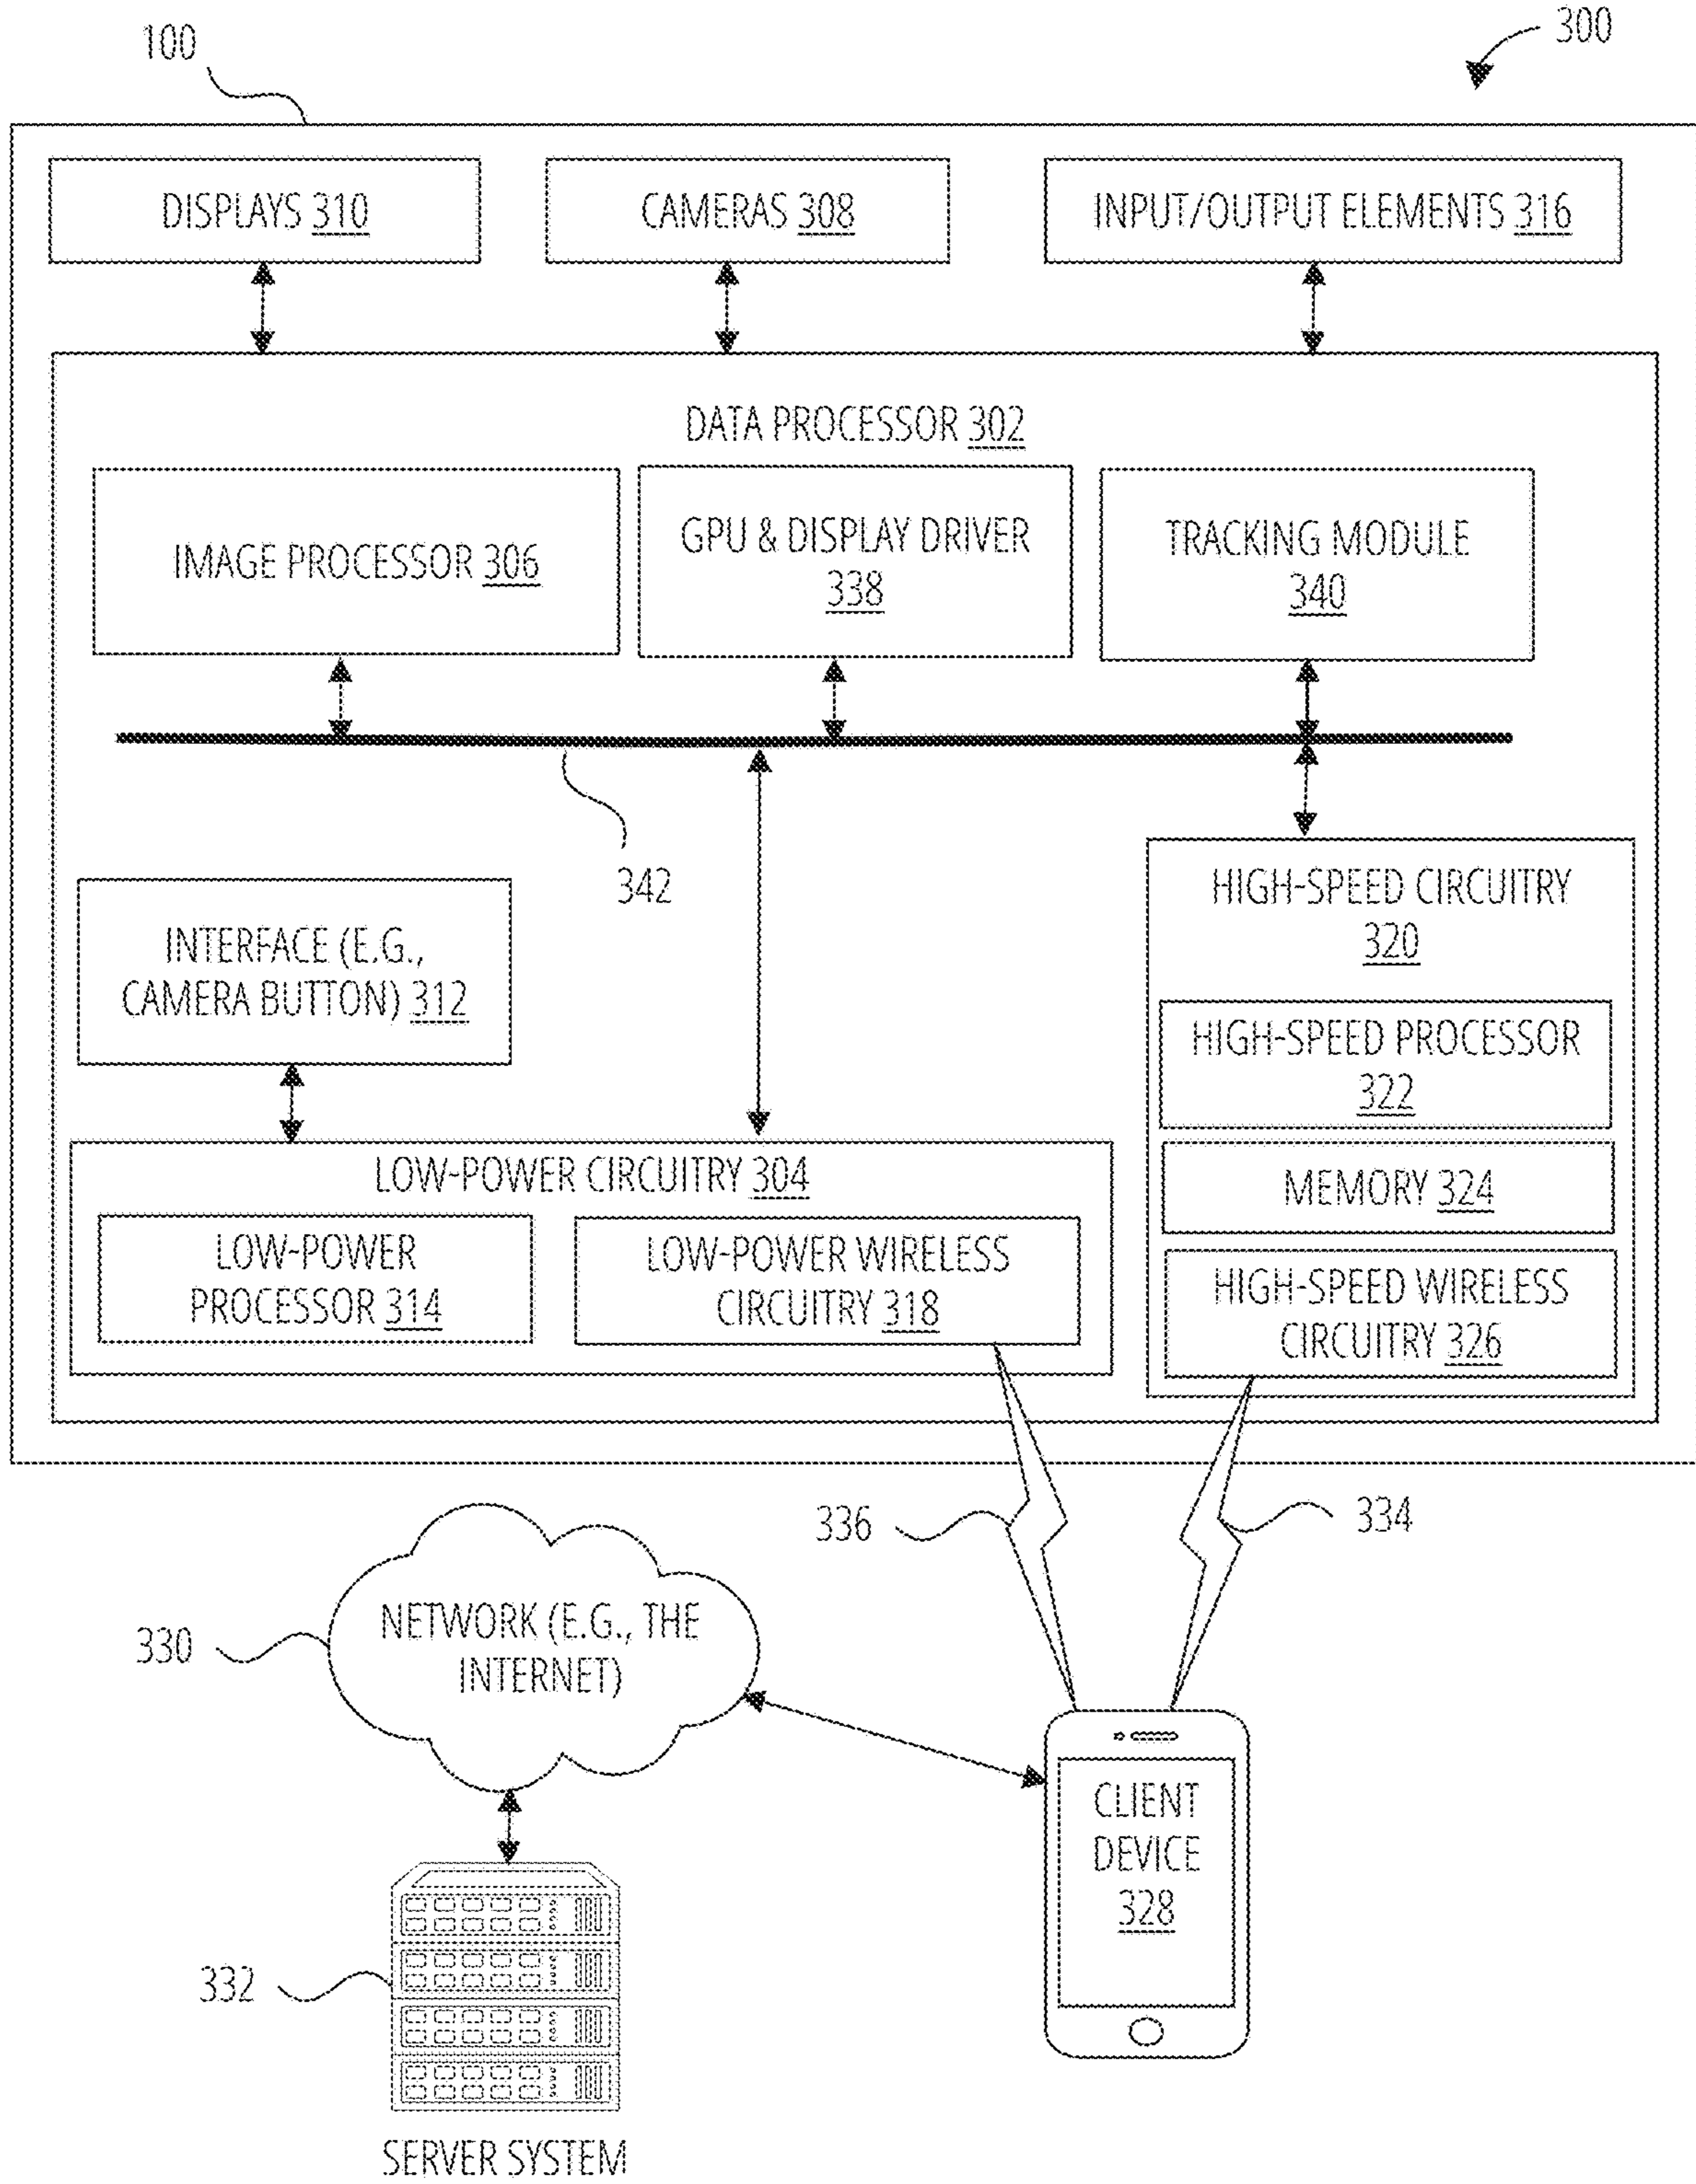 100
300
DISPLAYS 310
CAMERAS 308
INPUT/OUTPUT ELEMENTS 316
DATA PROCESSOR 302
IMAGE PROCESSOR 306
GPU & DISPLAY DRIVER
338
TRACKING MODULE
340
342
INTERFACE (E.G.,
CAMERA BUTTON) 312
HIGH-SPEED CIRCUITRY
320
HIGH-SPEED PROCESSOR
322
MEMORY 324
HIGH-SPEED WIRELESS
CIRCUITRY 326
LOW-POWER CIRCUITRY 304
LOW-POWER
PROCESSOR 314
LOW-POWER WIRELESS
CIRCUITRY 318
336
334
330
NETWORK (E.G., THE
INTERNET)
CLIENT
DEVICE
328
332
SERVER SYSTEM